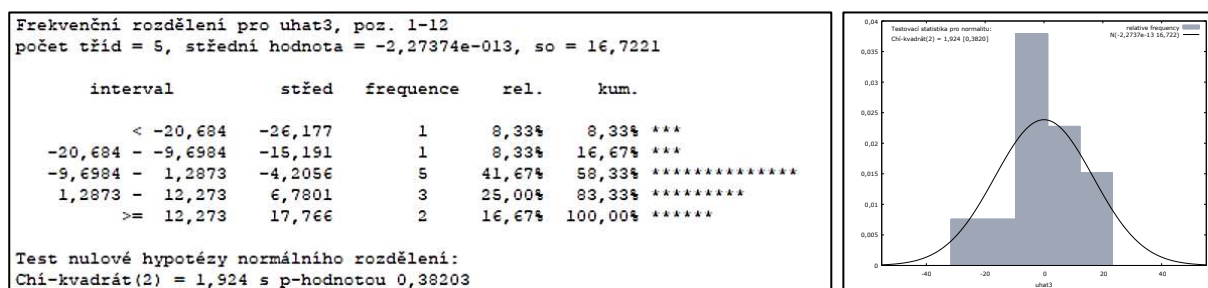 Frekvenční rozdělení pro uhat3, poz. 1-12
počet tříd = 5, střední hodnota = -2,27374e-013, so = 16,7221
interval střed frequence rel. kum.
< -20,684 -26,177 1 8,33% 8,33% ***
-20,684 - -9,6984 -15,191 1 8,33% 16,67% ***
-9,6984 - 1,2873 -4,2056 5 41,67% 58,33% **************
1,2873 - 12,273 6,7801 3 25,00% 83,33% *********
>= 12,273 17,766 2 16,67% 100,00% ******
Test nulové hypotézy normálního rozdělení:
Chí-kvadrát(2) = 1,924 s p-hodnotou 0,38203
0,04
0,035
0,03
0,025
0,02
0,015
0,01
0,005
0
Testovací statistika pro normalitu:
Chí-kvadrát(2) = 1,924 [0,3820]
relative frequency
N(-2,2737e-13 16,722)
-40 -20 0 20 40
uhat3